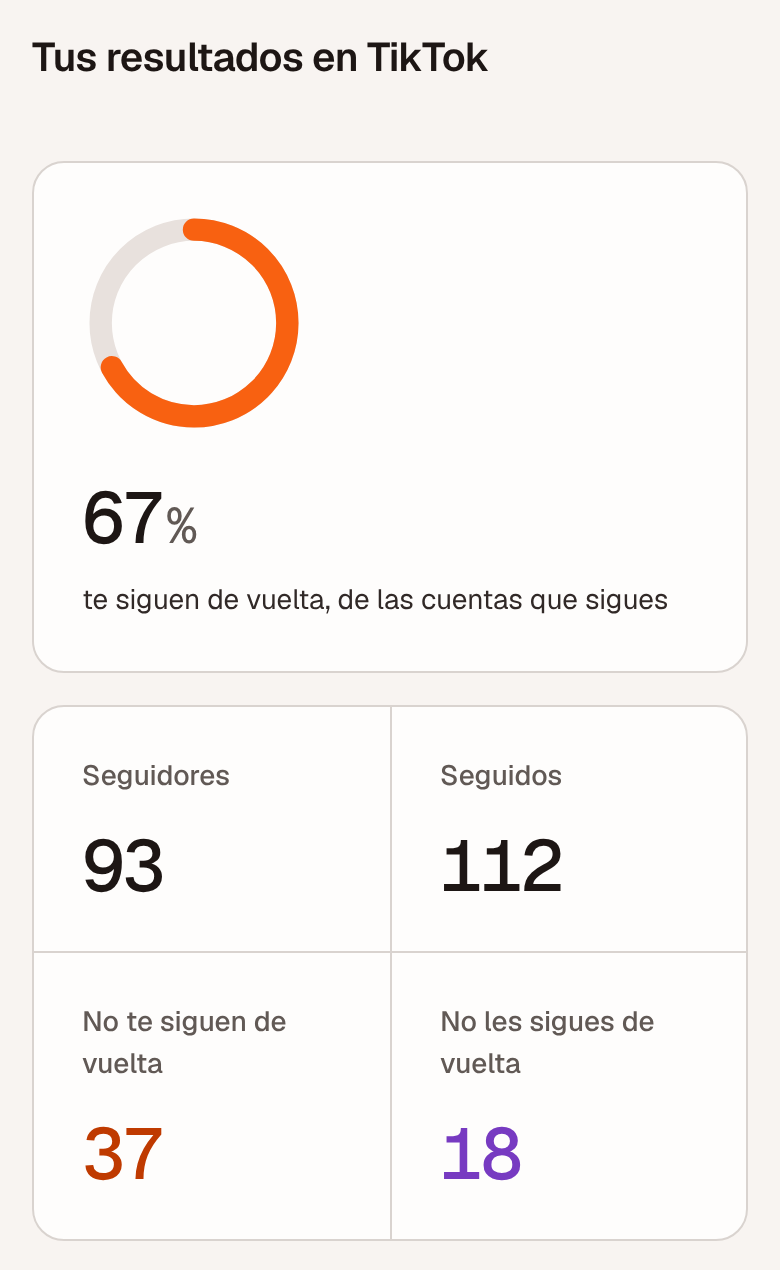 Tus resultados en TikTok
67%
te siguen de vuelta, de las cuentas que sigues
Seguidores
93
Seguidos
112
No te siguen de
vuelta
37
No les sigues de
vuelta
18